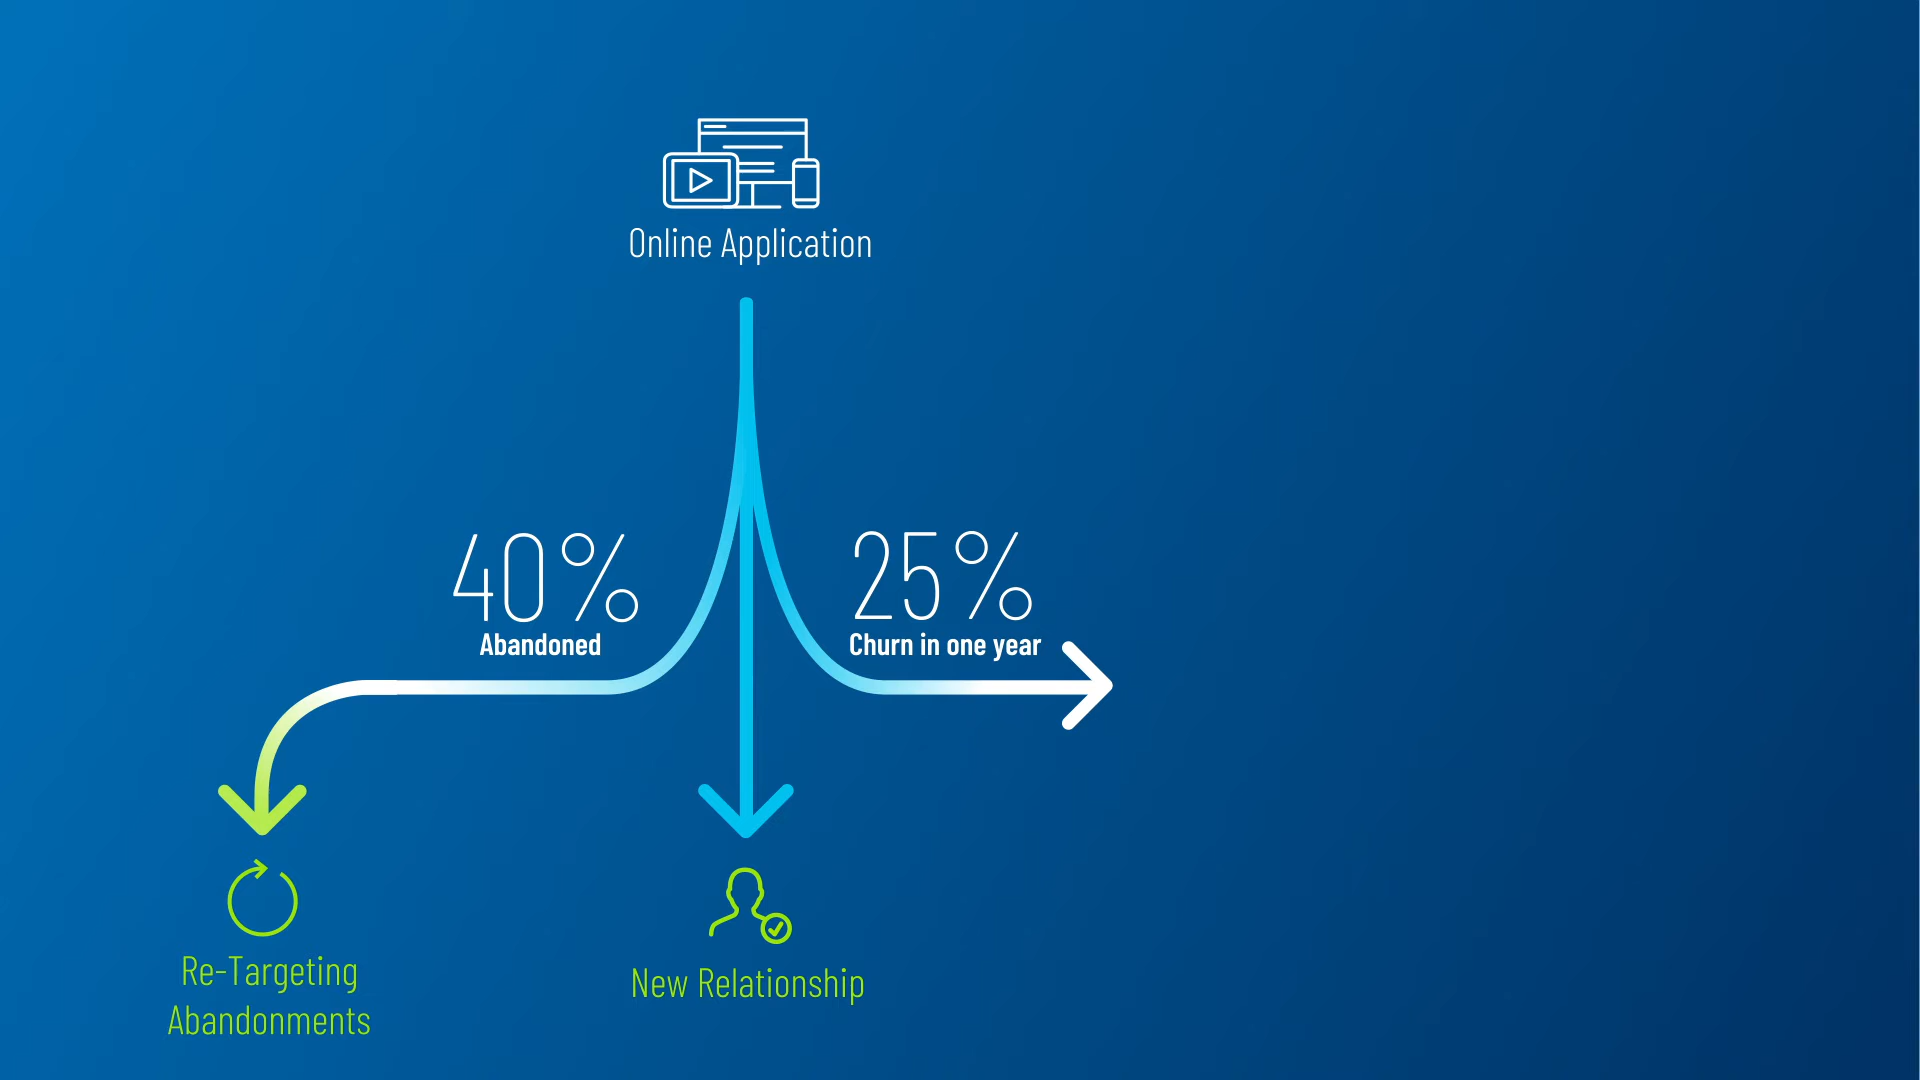 Online Application
40%
Abandoned
25%
Churn in one year
Re-Targeting
Abandonments
New Relationship